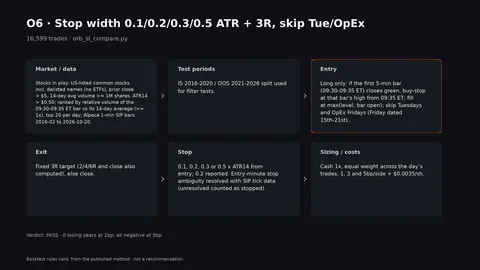 O6 · Stop width 0.1/0.2/0.3/0.5 ATR + 3R, skip Tue/OpEx
16,599 trades · orb_sl_compare.py
Market / data
Stocks in play: US-listed common stocks
incl. delisted names (no ETFs), prior close
> $5, 14-day avg volume >= 1M shares, ATR14
> $0.50; ranked by relative volume of the
09:30-09:35 ET bar vs its 14-day average (>=
1x), top 20 per day; Alpaca 1-min SIP bars
2016-02 to 2026-10-20.
Test periods
IS 2016-2020 / OOS 2021-2026 split used
for filter tests.
Entry
Long only: if the first 5-min bar
(09:30-09:35 ET) closes green, buy-stop
at that bar's high from 09:35 ET; fill
at max(level, bar open); skip Tuesdays
and OpEx Fridays (Friday dated
15th-21st).
Exit
Fixed 3R target (2/4/6R and close also
computed), else close.
Stop
0.1, 0.2, 0.3 or 0.5 x ATR14 from
entry; 0.2 reported. Entry-minute stop
ambiguity resolved with SIP tick data
(unresolved counted as stopped).
Sizing / costs
Cash 1x, equal weight across the day's
trades. 1, 3 and 5bp/side + $0.0035/sh.
Verdict: PASS · 0 losing years at 1bp; all negative at 5bp
Backtest rules card, from the published method · not a recommendation.